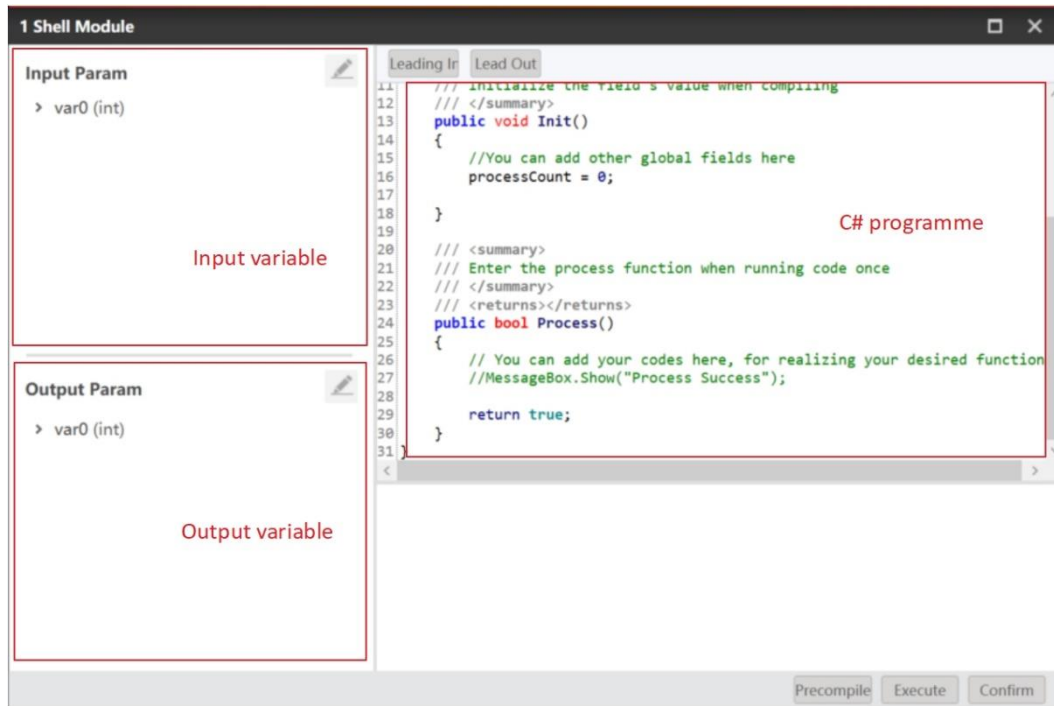 1 Shell Module
Input Param
> var0 (int)
Input variable
Output Param
> var0 (int)
Output variable
Leading Ir Lead Out
11 /// Initialize the field's value when compiling
12 /// </summary>
13 public void Init()
14 {
15 //You can add other global fields here
16 processCount = 0;
17
18 }
19
20 /// <summary>
21 /// Enter the process function when running code once
22 /// </summary>
23 /// <returns></returns>
24 public bool Process()
25 {
26 // You can add your codes here, for realizing your desired function
27 //MessageBox.Show("Process Success");
28
29 return true;
30 }
31 }
C# programme
Precompile Execute Confirm